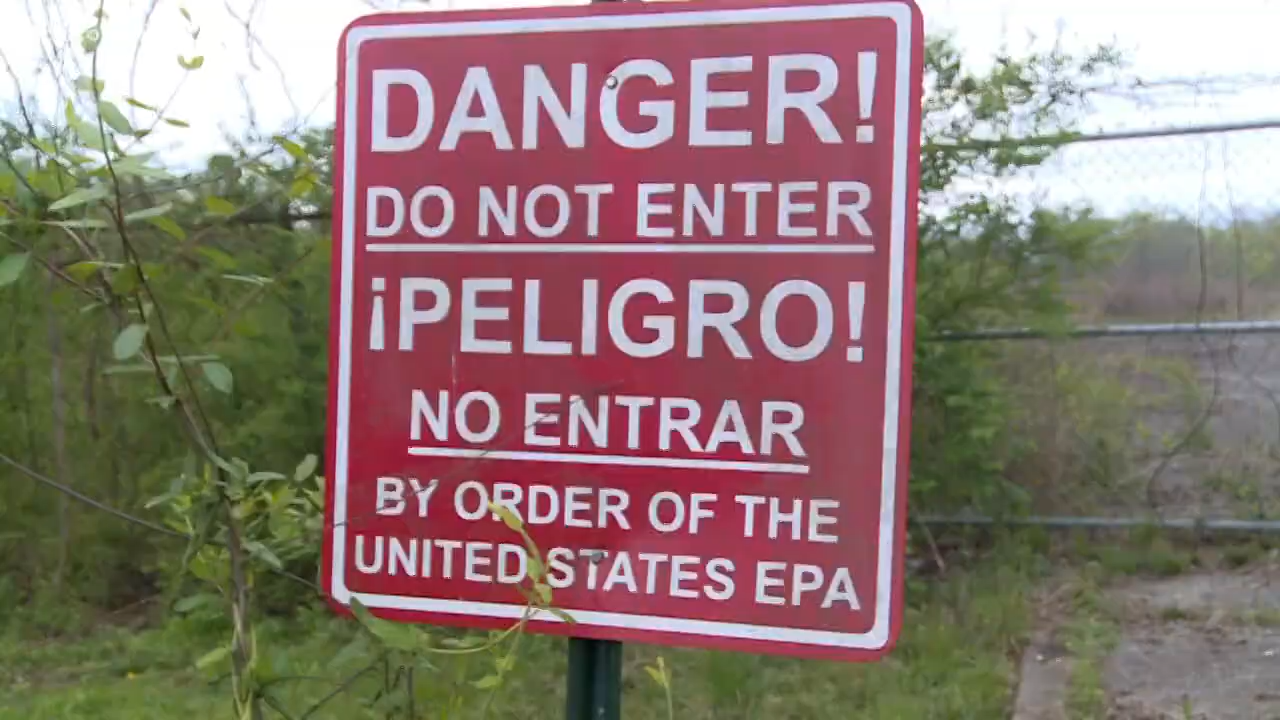 DANGER!
DO NOT ENTER
¡PELIGRO!
NO ENTRAR
BY ORDER OF THE
UNITED STATES EPA